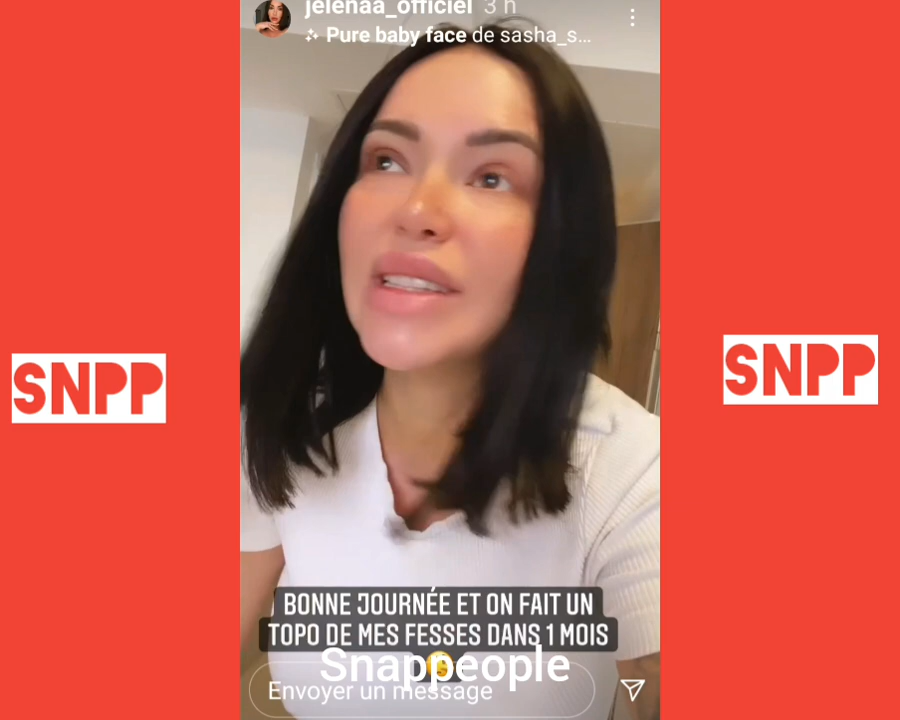 jelenaa_officiel 3 h
Pure baby face de sasha_s...
SNPP
SNPP
BONNE JOURNÉE ET ON FAIT UN
TOPO DE MES FESSES DANS 1 MOIS
Snappeople
Envoyer un message